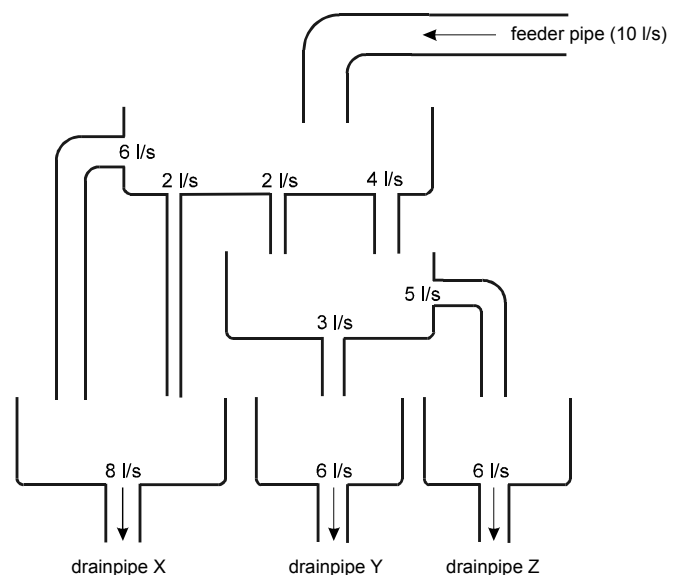 feeder pipe (10 l/s)
6 l/s
2 l/s
2 l/s
4 l/s
5 l/s
3 l/s
8 l/s
6 l/s
6 l/s
drainpipe X
drainpipe Y
drainpipe Z